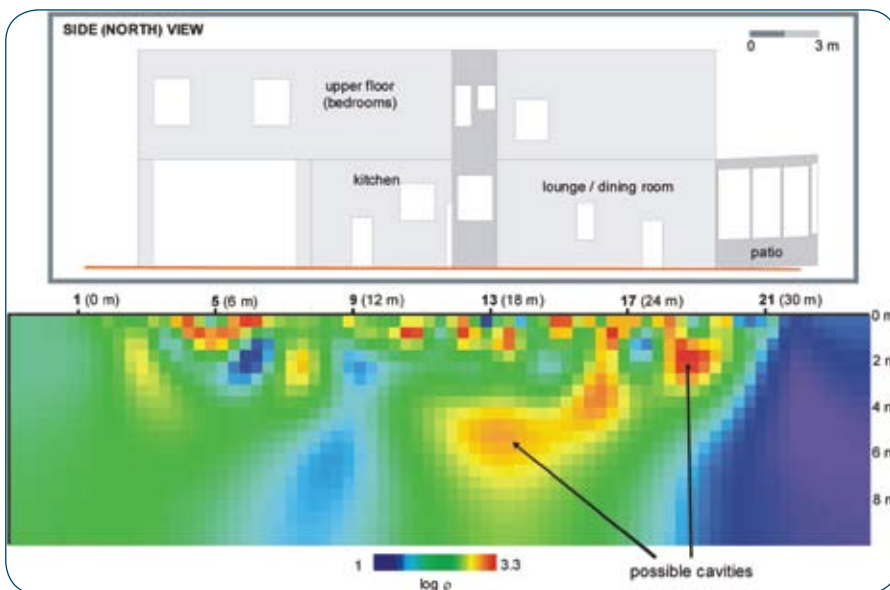 SIDE (NORTH) VIEW
0 3 m
upper floor
(bedrooms)
kitchen
lounge / dining room
patio
1 (0 m) 5 (6 m) 9 (12 m) 13 (18 m) 17 (24 m) 21 (30 m)
0 m
2 m
4 m
6 m
8 m
1 3.3
log ρ
possible cavities